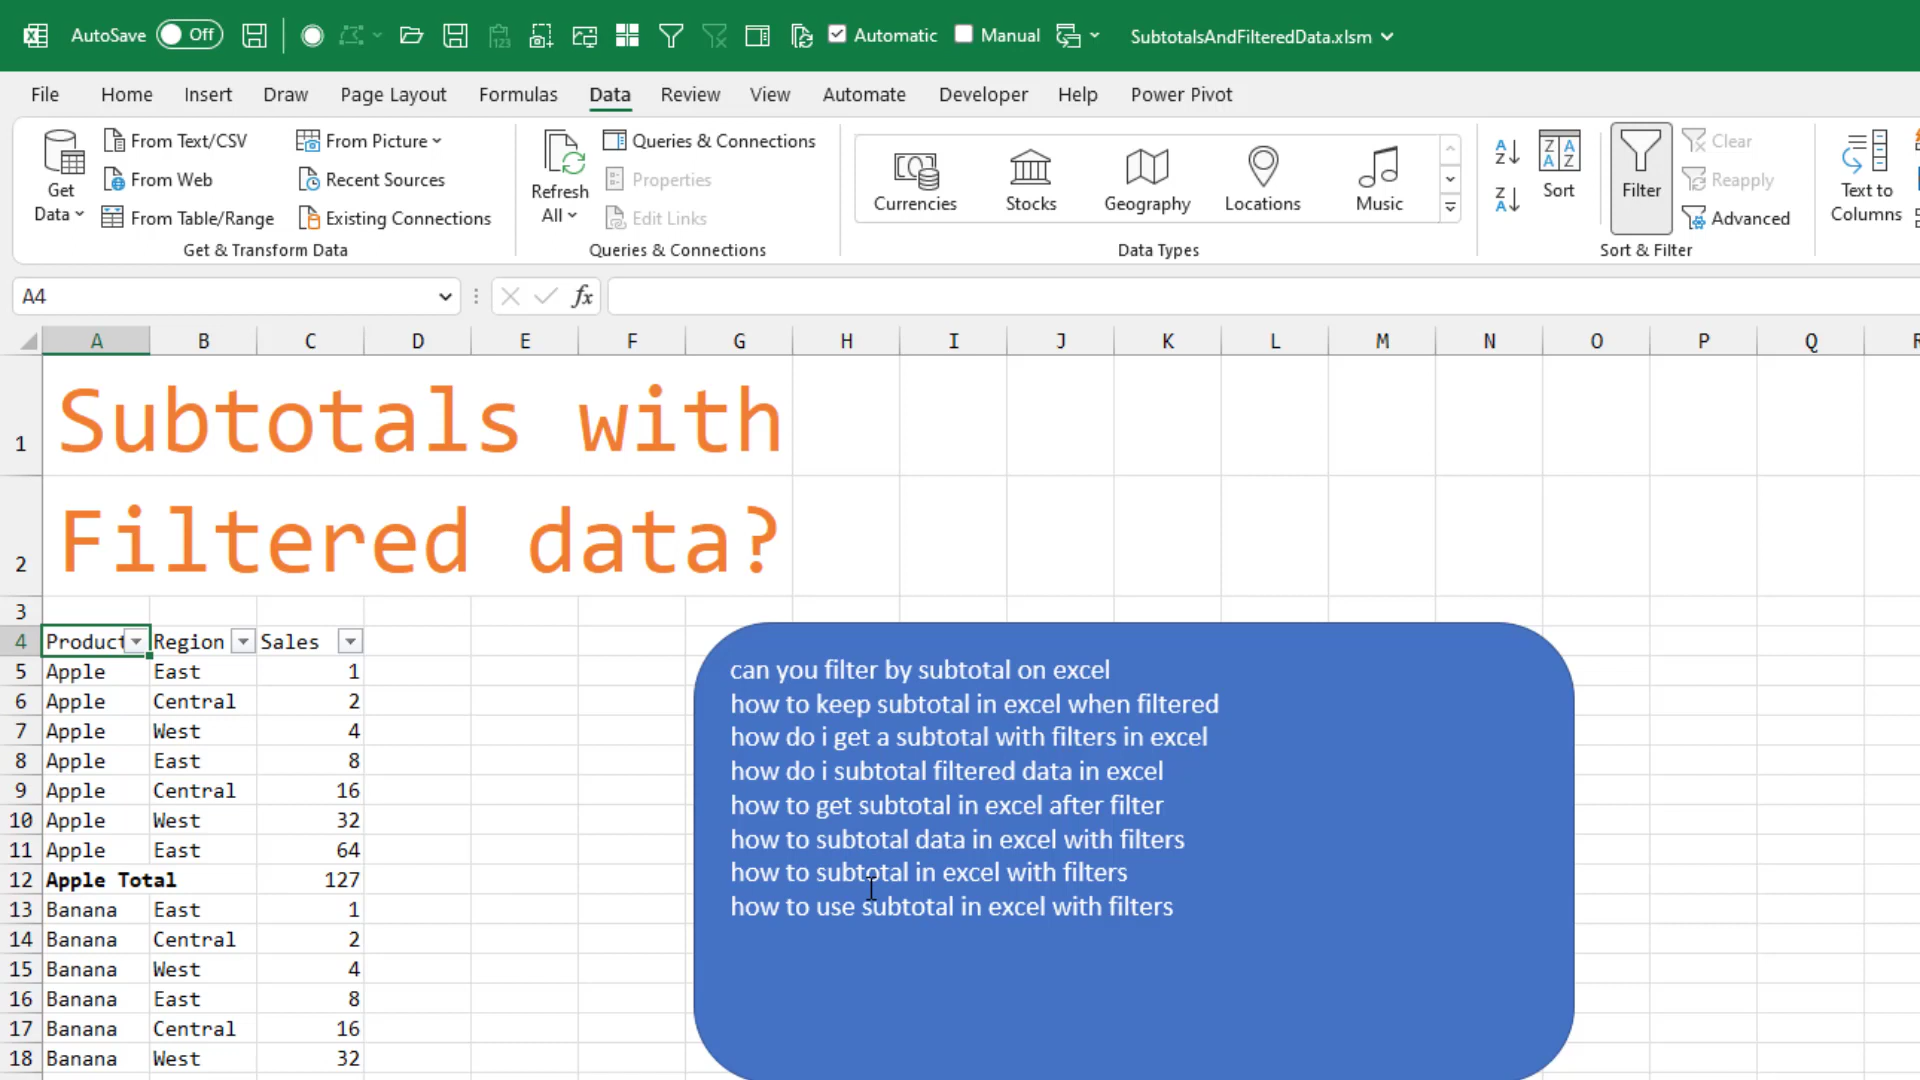 AutoSave Off Automatic Manual SubtotalsAndFilteredData.xlsm
File Home Insert Draw Page Layout Formulas Data Review View Automate Developer Help Power Pivot
Get Data
From Text/CSV
From Web
From Table/Range
From Picture
Recent Sources
Existing Connections
Get & Transform Data
Refresh All
Queries & Connections
Properties
Edit Links
Queries & Connections
Currencies Stocks Geography Locations Music
Data Types
Sort
Filter
Clear
Reapply
Advanced
Sort & Filter
Text to Columns
A4
fx
A B C D E F G H I J K L M N O P Q
1 Subtotals with
2 Filtered data?
3
4 Product Region Sales
5 Apple East 1
6 Apple Central 2
7 Apple West 4
8 Apple East 8
9 Apple Central 16
10 Apple West 32
11 Apple East 64
12 Apple Total 127
13 Banana East 1
14 Banana Central 2
15 Banana West 4
16 Banana East 8
17 Banana Central 16
18 Banana West 32
can you filter by subtotal on excel
how to keep subtotal in excel when filtered
how do i get a subtotal with filters in excel
how do i subtotal filtered data in excel
how to get subtotal in excel after filter
how to subtotal data in excel with filters
how to subtotal in excel with filters
how to use subtotal in excel with filters